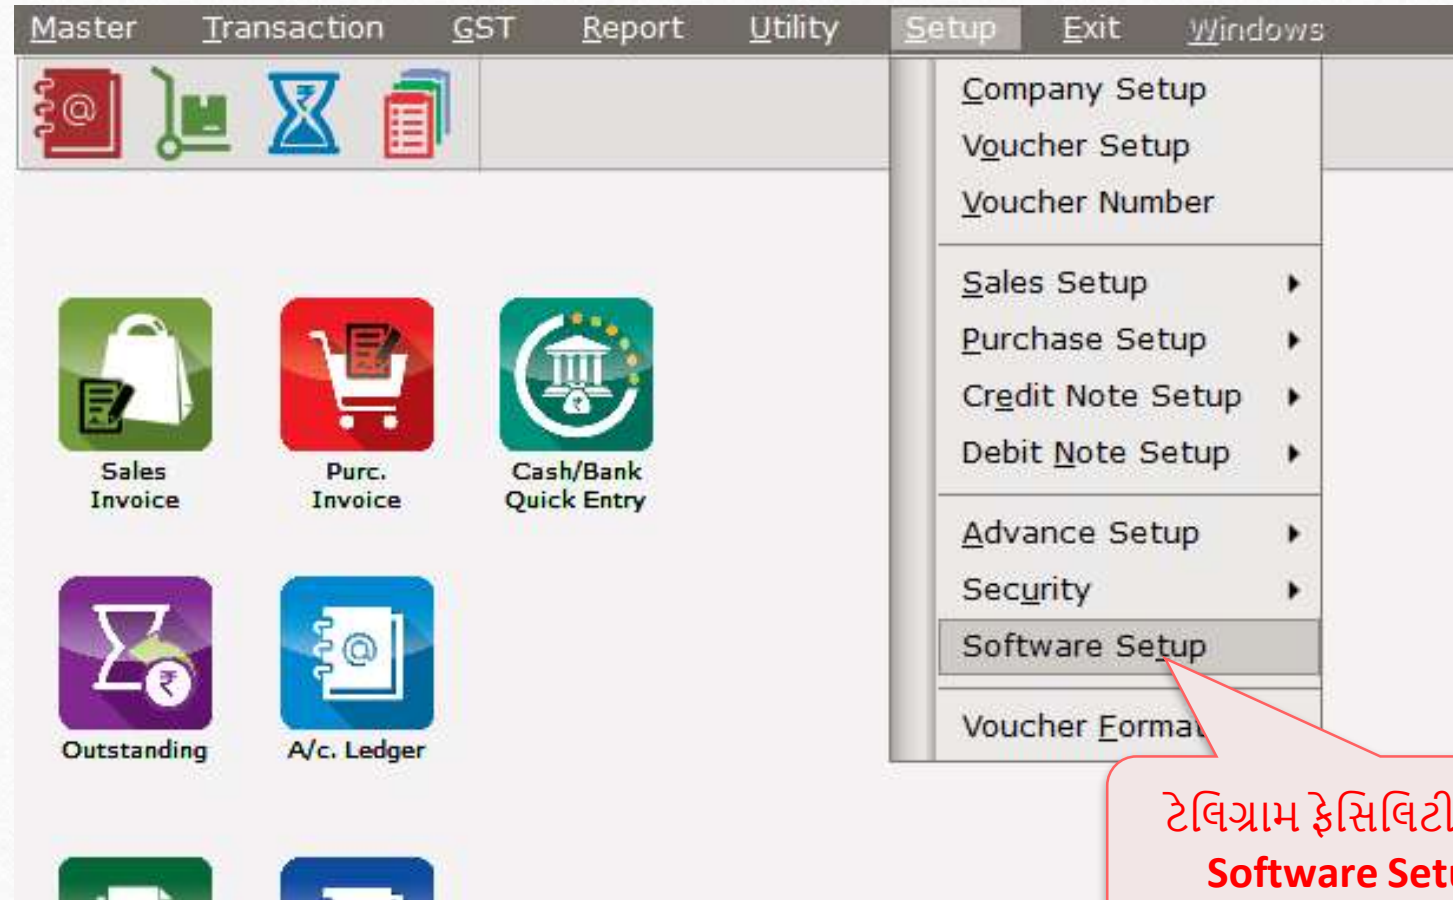 Master Transaction GST Report Utility Setup Exit Windows
Company Setup
Voucher Setup
Voucher Number
Sales Setup
Purchase Setup
Credit Note Setup
Debit Note Setup
Advance Setup
Security
Software Setup
Voucher Format
Sales
Invoice
Purc.
Invoice
Cash/Bank
Quick Entry
Outstanding
A/c. Ledger
ટેલિગ્રામ ફેસિલિટી
Software Setu